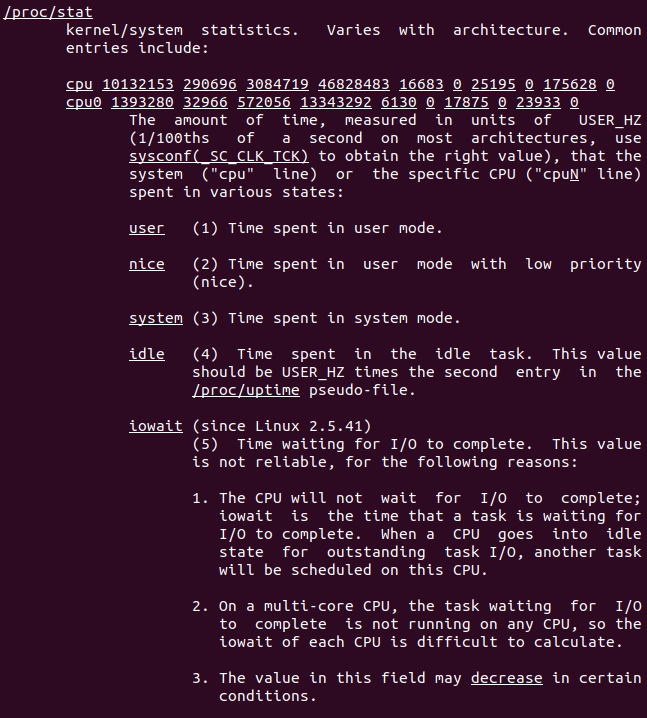 /proc/stat
kernel/system statistics. Varies with architecture. Common
entries include:
cpu 10132153 290696 3084719 46828483 16683 0 25195 0 175628 0
cpu0 1393280 32966 572056 13343292 6130 0 17875 0 23933 0
The amount of time, measured in units of USER_HZ
(1/100ths of a second on most architectures, use
sysconf(_SC_CLK_TCK) to obtain the right value), that the
system ("cpu" line) or the specific CPU ("cpuN" line)
spent in various states:
user (1) Time spent in user mode.
nice (2) Time spent in user mode with low priority
(nice).
system (3) Time spent in system mode.
idle (4) Time spent in the idle task. This value
should be USER_HZ times the second entry in the
/proc/uptime pseudo-file.
iowait (since Linux 2.5.41)
(5) Time waiting for I/O to complete. This value
is not reliable, for the following reasons:
1. The CPU will not wait for I/O to complete;
iowait is the time that a task is waiting for
I/O to complete. When a CPU goes into idle
state for outstanding task I/O, another task
will be scheduled on this CPU.
2. On a multi-core CPU, the task waiting for I/O
to complete is not running on any CPU, so the
iowait of each CPU is difficult to calculate.
3. The value in this field may decrease in certain
conditions.